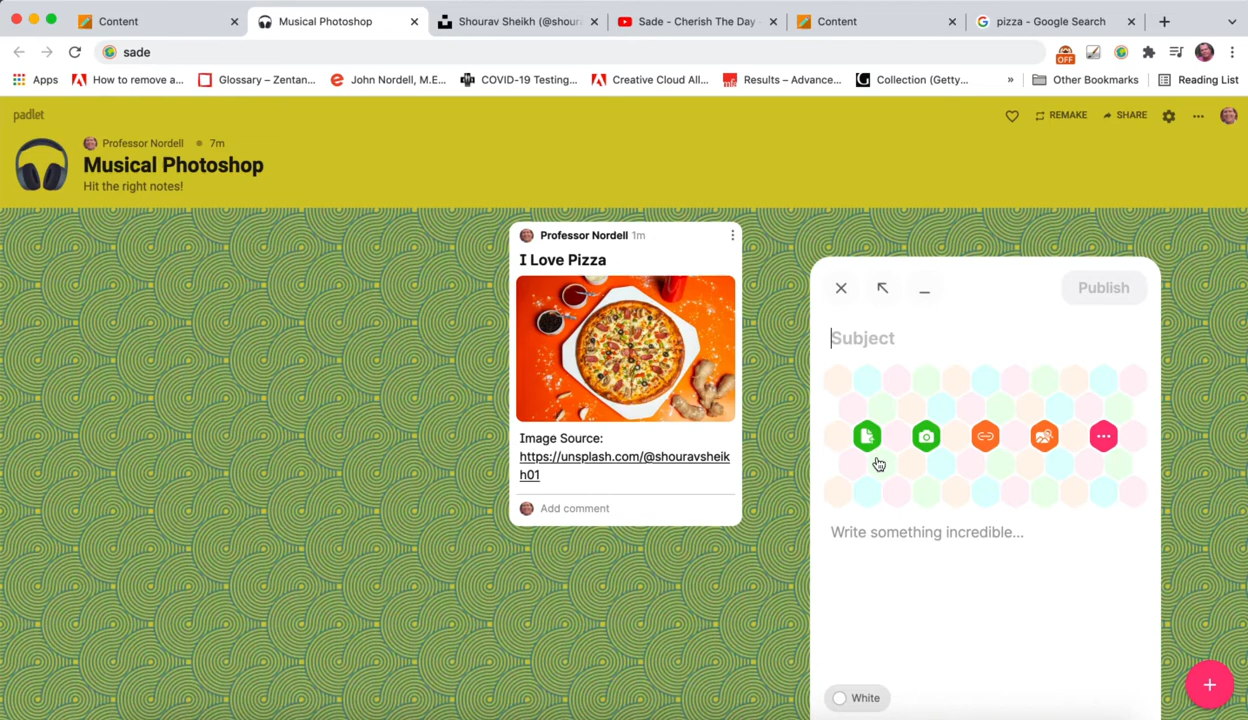 Content
Musical Photoshop
Shourav Sheikh (@shour
Sade - Cherish The Day -
Content
pizza - Google Search
sade
OFF
Apps
How to remove a...
Glossary – Zentan...
John Nordell, M.E...
COVID-19 Testing...
Creative Cloud All...
mfs
Results – Advance...
Collection (Getty...
»
Other Bookmarks
Reading List
padlet
REMAKE
SHARE
Professor Nordell
7m
Musical Photoshop
Hit the right notes!
Professor Nordell 1m
I Love Pizza
Image Source:
https://unsplash.com/@shouravsheik
h01
Add comment
Publish
Subject
Write something incredible...
White